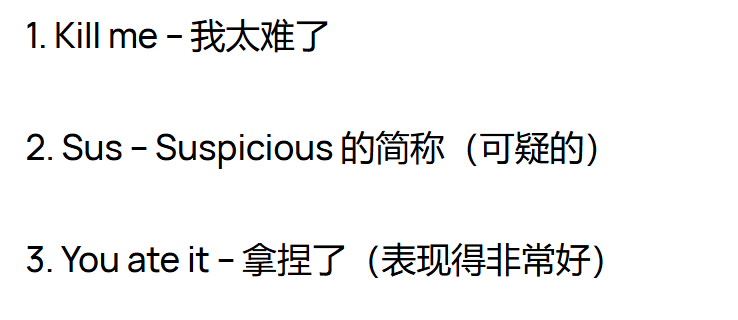 1. Kill me – 我太难了
2. Sus – Suspicious 的简称（可疑的）
3. You ate it – 拿捏了（表现得非常好）